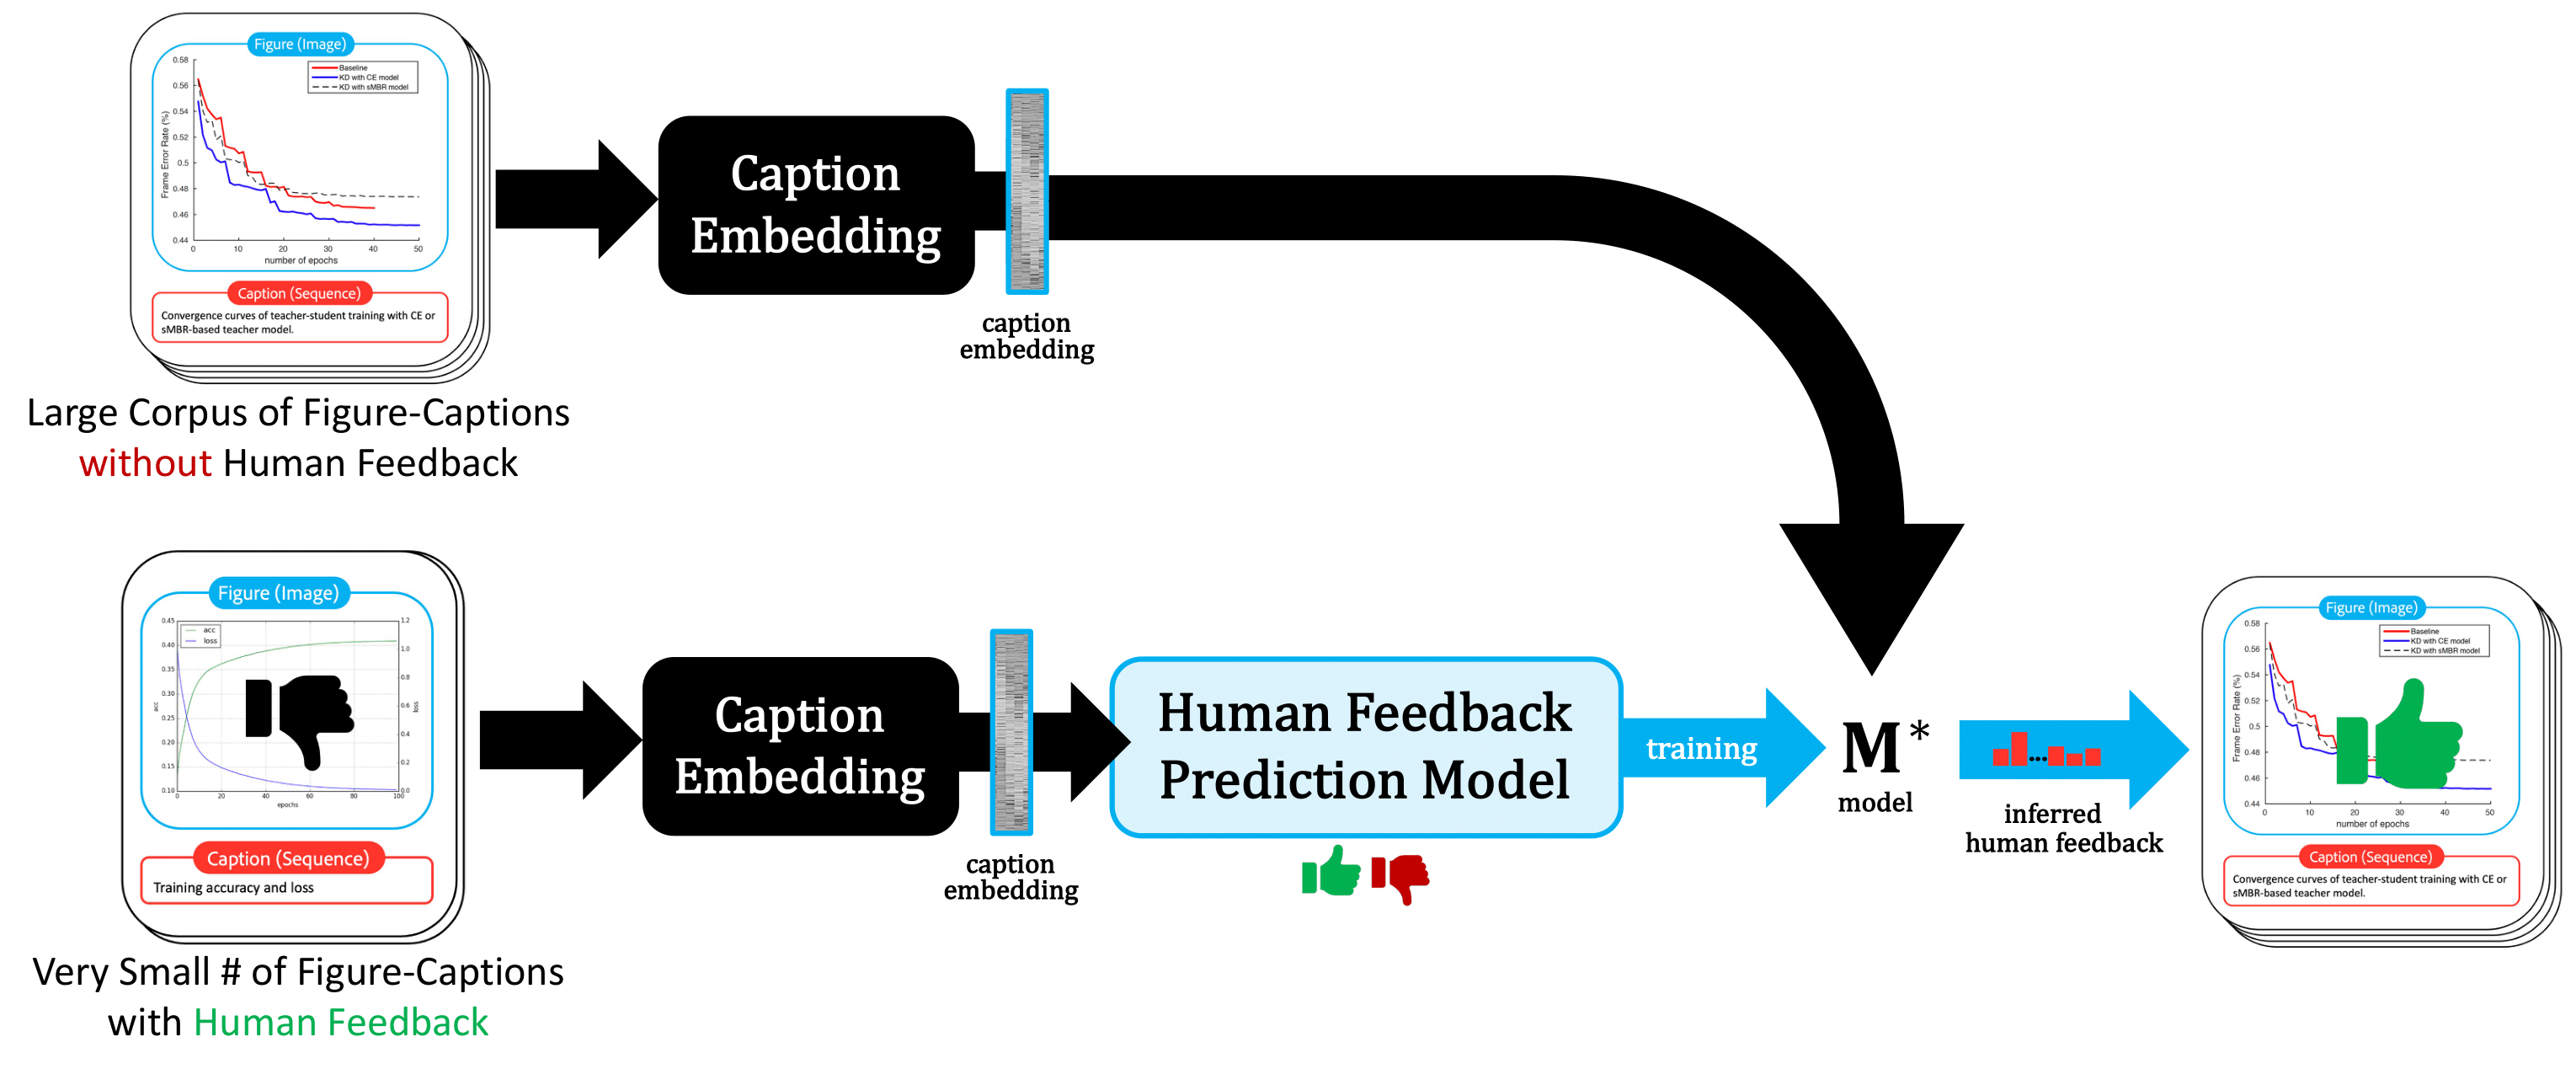 Figure (Image)
0.58
0.56
0.54
0.52
0.5
0.48
0.46
0.44
Frame Error Rate (%)
Baseline
KD with CE model
KD with sMBR model
0 10 20 30 40 50
number of epochs
Caption (Sequence)
Convergence curves of teacher-student training with CE or
sMBR-based teacher model.
Large Corpus of Figure-Captions
without Human Feedback
Caption
Embedding
caption
embedding
Figure (Image)
0.45
0.40
0.35
0.30
0.25
0.20
0.15
0.10
acc
acc
loss
1.2
1.0
0.8
0.6
0.4
0.2
0.0
loss
0 20 40 60 80 100
epochs
Caption (Sequence)
Training accuracy and loss
Very Small # of Figure-Captions
with Human Feedback
Caption
Embedding
caption
embedding
Human Feedback
Prediction Model
training
M*
model
...
inferred
human feedback
Figure (Image)
0.58
0.56
0.54
0.52
0.5
0.48
0.46
0.44
Frame Error Rate (%)
Baseline
KD with CE model
KD with sMBR model
0 10 20 30 40 50
number of epochs
Caption (Sequence)
Convergence curves of teacher-student training with CE or
sMBR-based teacher model.